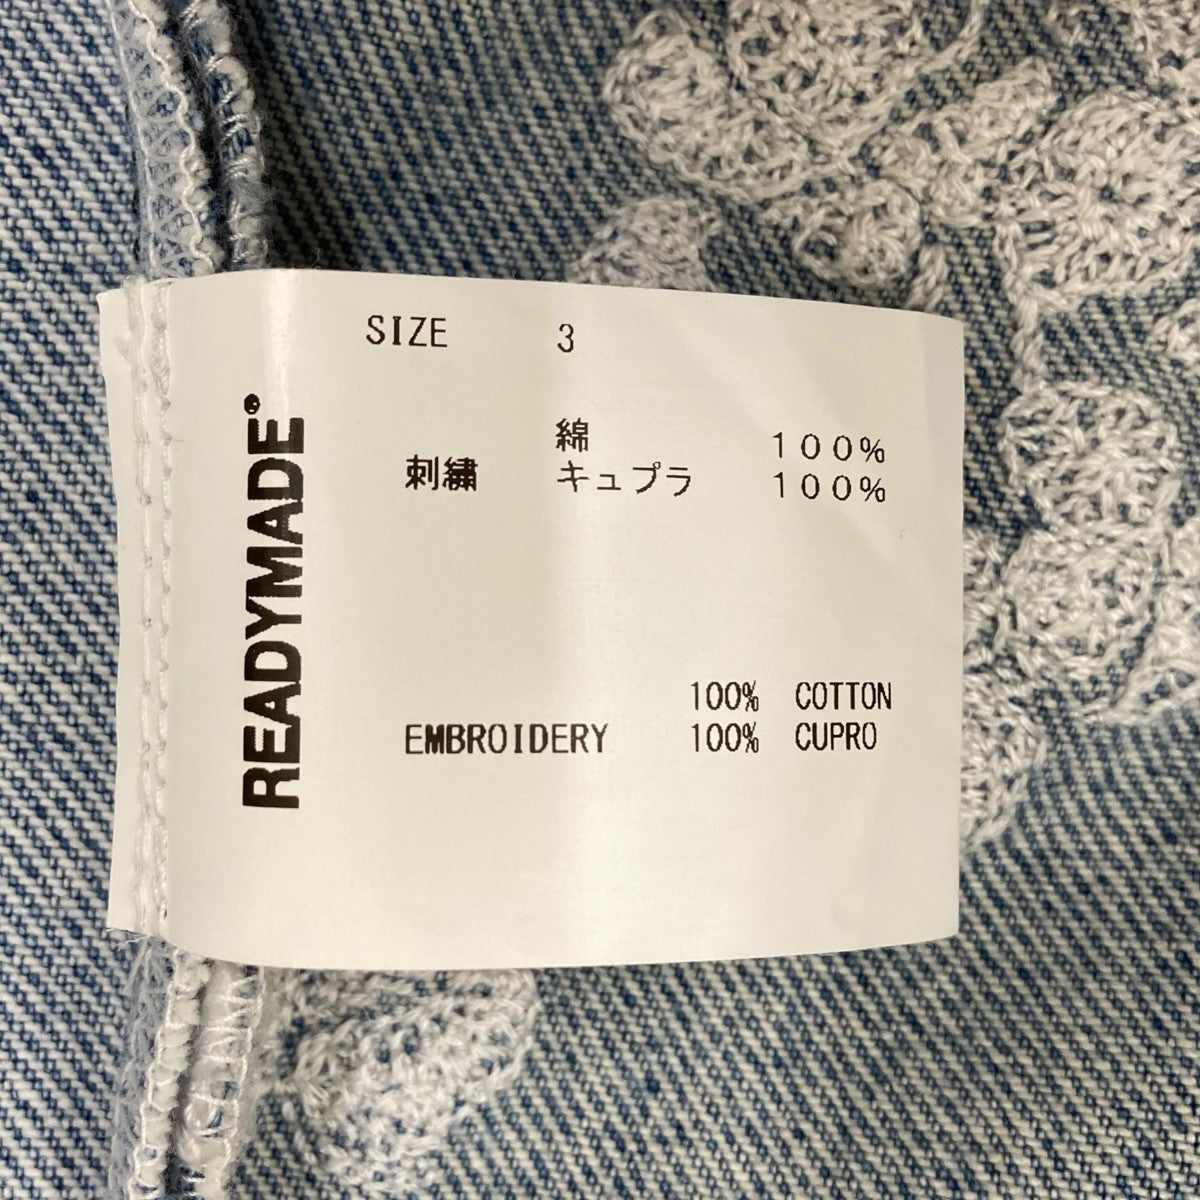 READYMADE®
SIZE 3
綿 100%
刺繍 キュプラ 100%
100% COTTON
EMBROIDERY 100% CUPRO